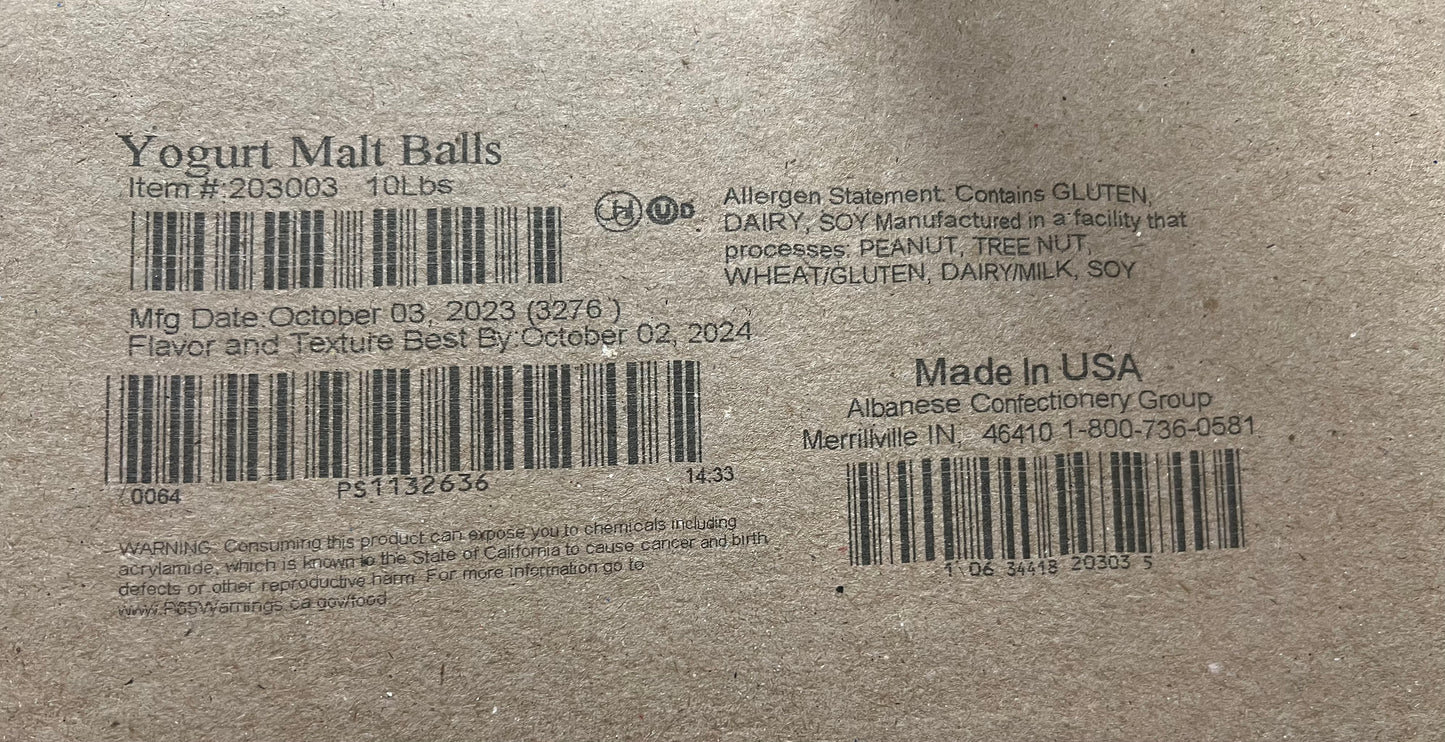 Yogurt Malt Balls
Item #:203003 10Lbs
Mfg Date:October 03, 2023 (3276 )
Flavor and Texture Best By:October 02, 2024
0064 PS1132636 14:33
WARNING: Consuming this product can expose you to chemicals including
acrylamide, which is known to the State of California to cause cancer and birth
defects or other reproductive harm. For more information go to
www.P65Warnings.ca.gov/food
H U D
Allergen Statement: Contains GLUTEN,
DAIRY, SOY Manufactured in a facility that
processes: PEANUT, TREE NUT,
WHEAT/GLUTEN, DAIRY/MILK, SOY
Made In USA
Albanese Confectionery Group
Merrillville IN, 46410 1-800-736-0581
1 06 34418 20303 5